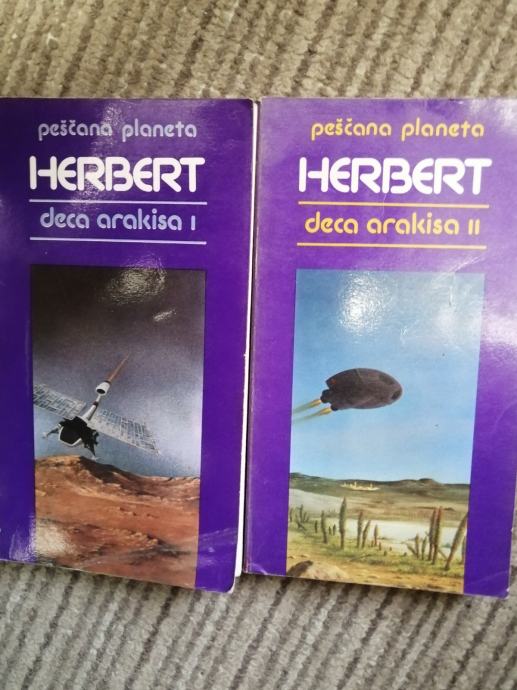 peščana planeta
HERBERT
deca arakisa I
peščana planeta
HERBERT
deca arakisa II